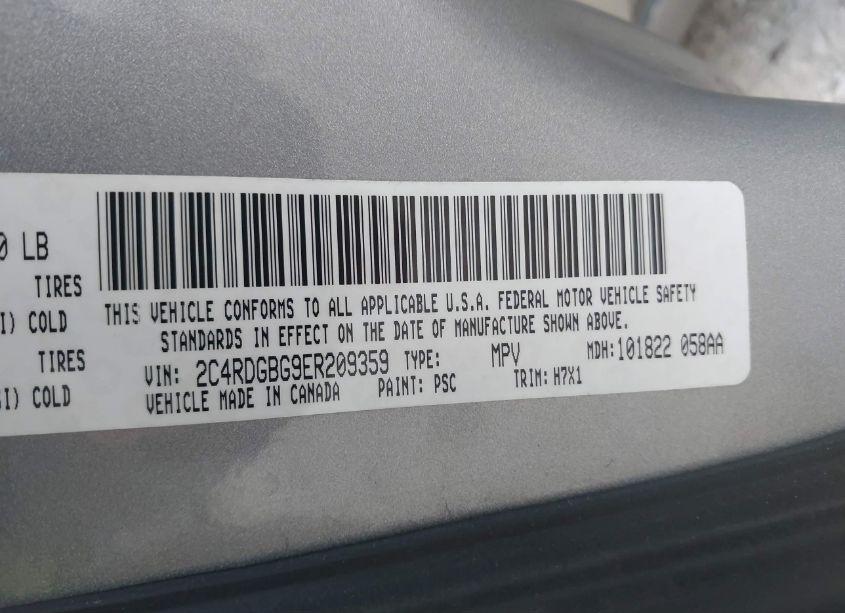 0 LB
TIRES
I) COLD
TIRES
SI) COLD
THIS VEHICLE CONFORMS TO ALL APPLICABLE U.S.A. FEDERAL MOTOR VEHICLE SAFETY
STANDARDS IN EFFECT ON THE DATE OF MANUFACTURE SHOWN ABOVE.
VIN: 2C4RDGBG9ER209359 TYPE: MPV MDH:101822 058AA
VEHICLE MADE IN CANADA PAINT: PSC TRIM: H7X1